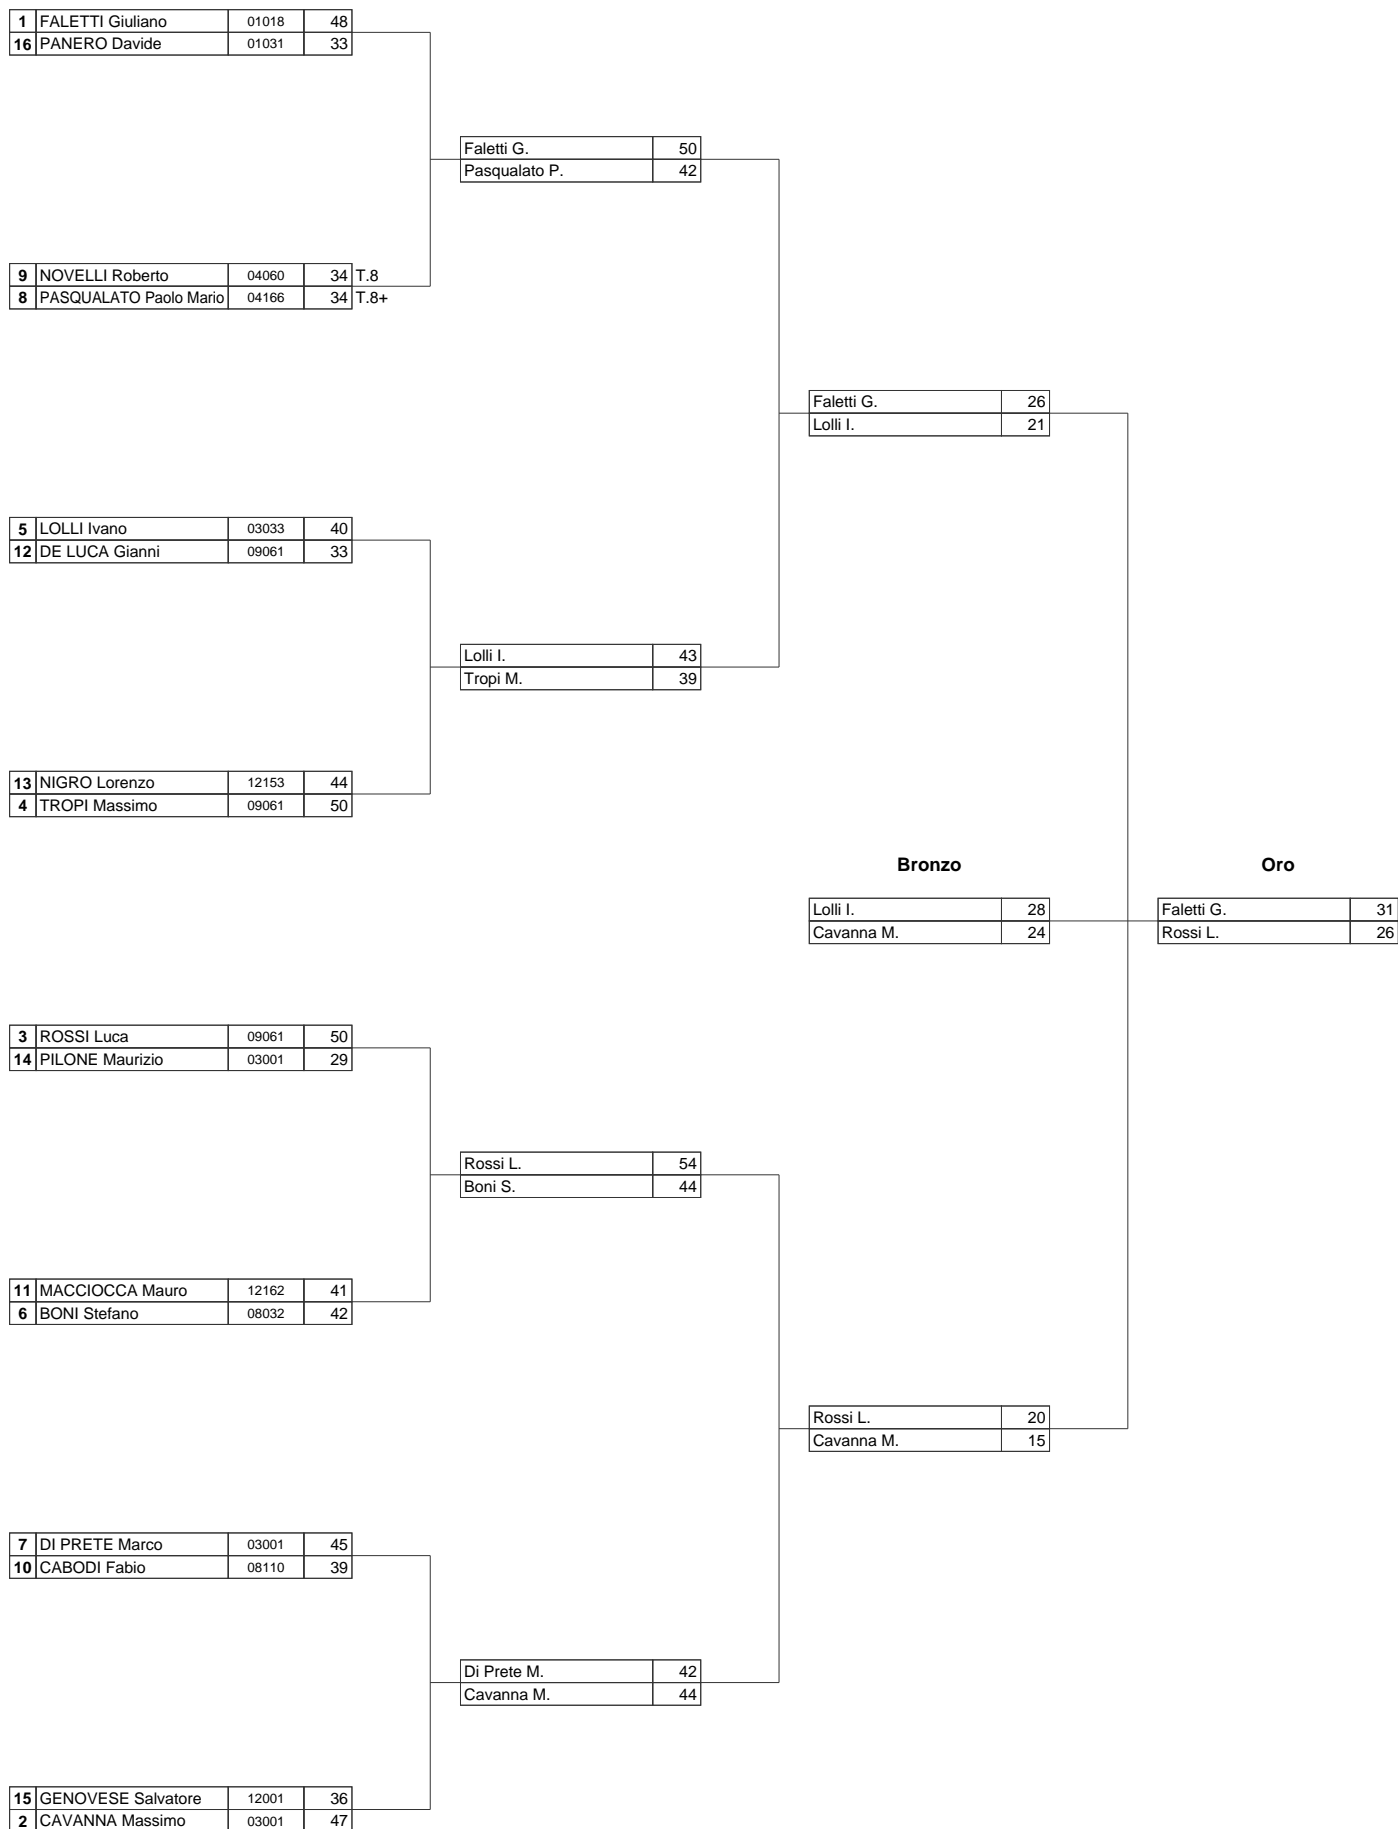 1 FALETTI Giuliano 01018 48
16 PANERO Davide 01031 33
Faletti G. 50
Pasqualato P. 42
9 NOVELLI Roberto 04060 34 T.8
8 PASQUALATO Paolo Mario 04166 34 T.8+
Faletti G. 26
Lolli I. 21
5 LOLLI Ivano 03033 40
12 DE LUCA Gianni 09061 33
Lolli I. 43
Tropi M. 39
13 NIGRO Lorenzo 12153 44
4 TROPI Massimo 09061 50
Bronzo Oro
Lolli I. 28 Faletti G. 31
Cavanna M. 24 Rossi L. 26
3 ROSSI Luca 09061 50
14 PILONE Maurizio 03001 29
Rossi L. 54
Boni S. 44
11 MACCIOCCA Mauro 12162 41
6 BONI Stefano 08032 42
Rossi L. 20
Cavanna M. 15
7 DI PRETE Marco 03001 45
10 CABODI Fabio 08110 39
Di Prete M. 42
Cavanna M. 44
15 GENOVESE Salvatore 12001 36
2 CAVANNA Massimo 03001 47